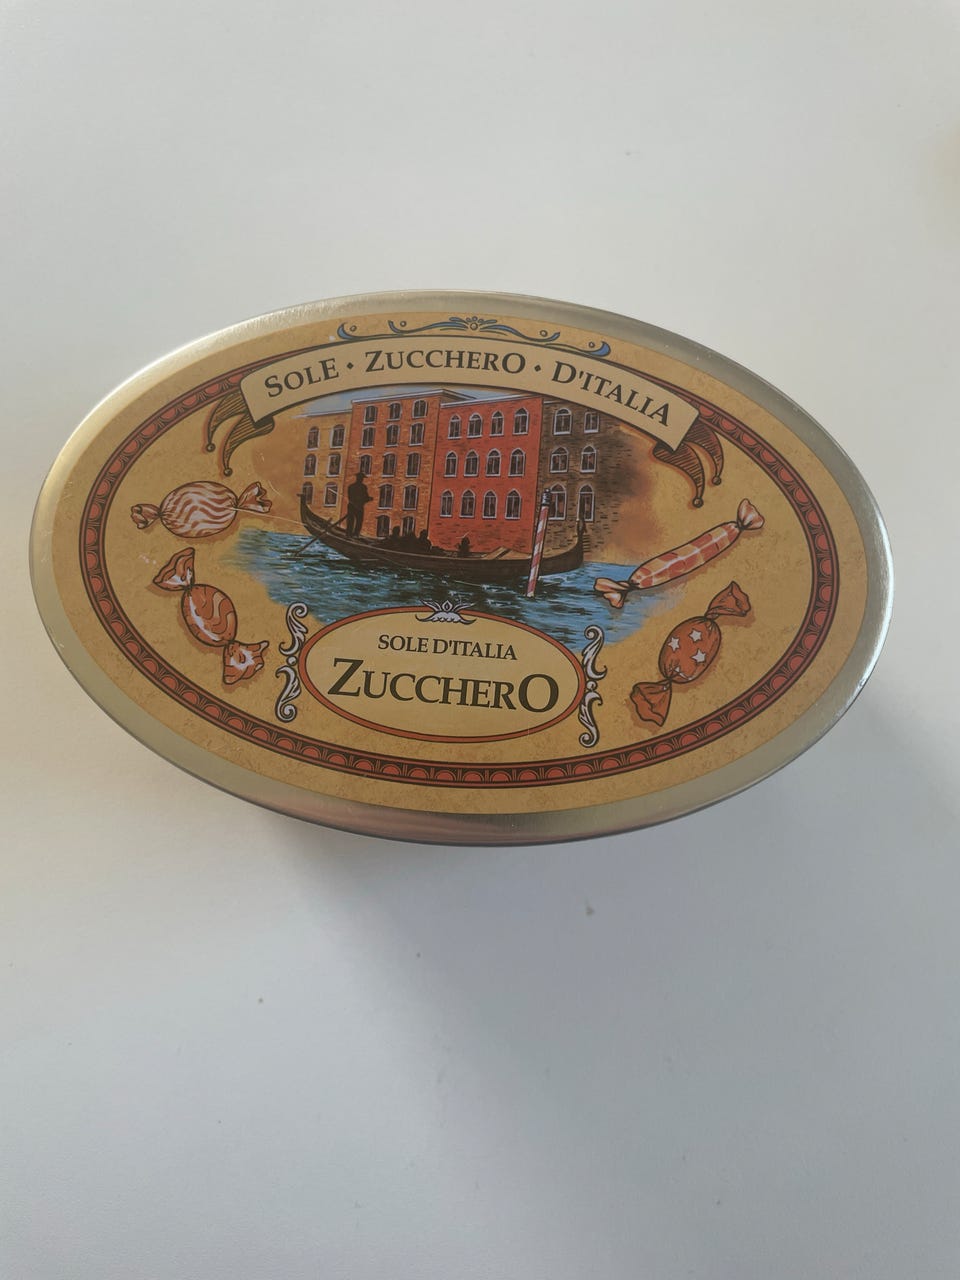 SOLE · ZUCCHERO · D'ITALIA
SOLE D'ITALIA
ZUCCHERO